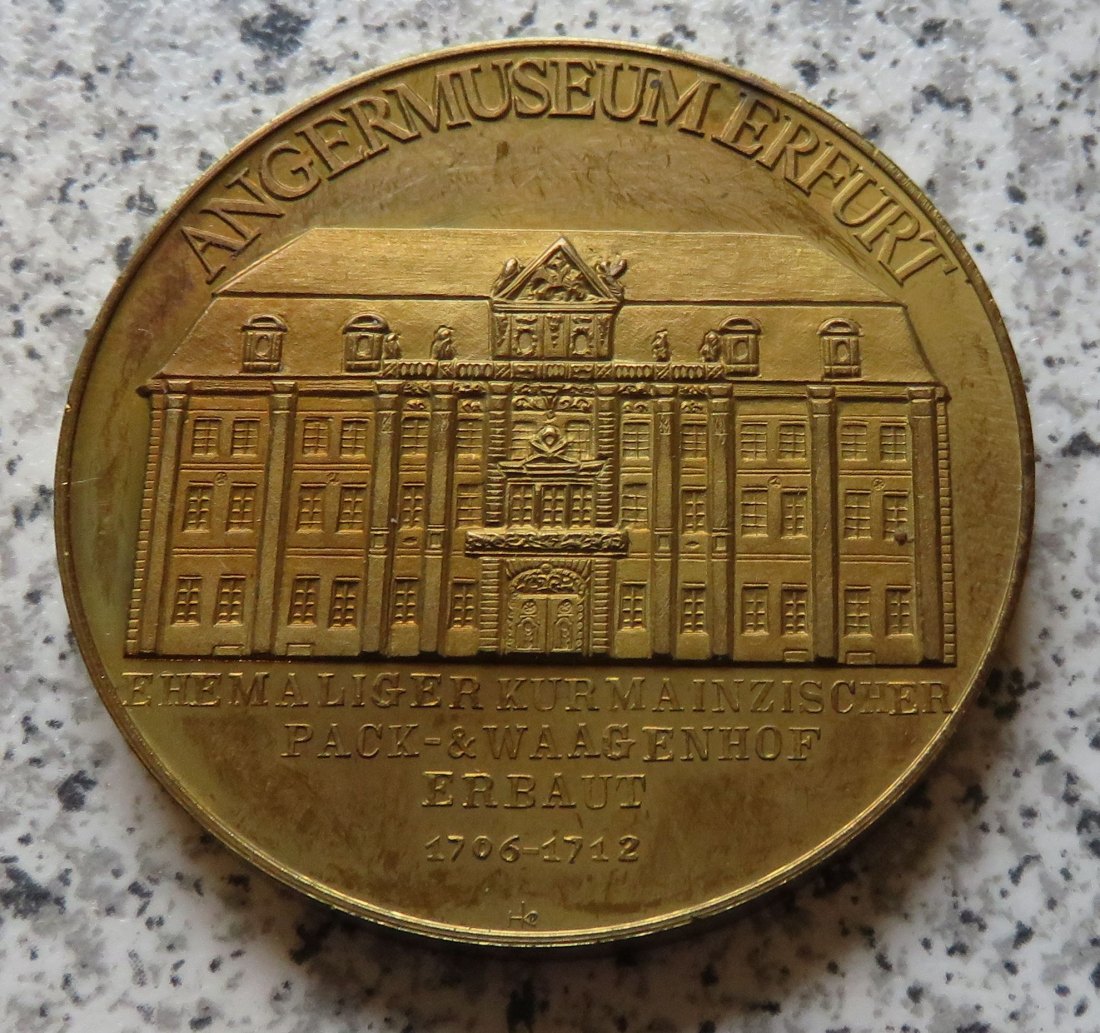 ANGERMUSEUM ERFURT
EHEMALIGER KURMAINZISCHER
PACK-&WAAGENHOF
ERBAUT
1706-1712